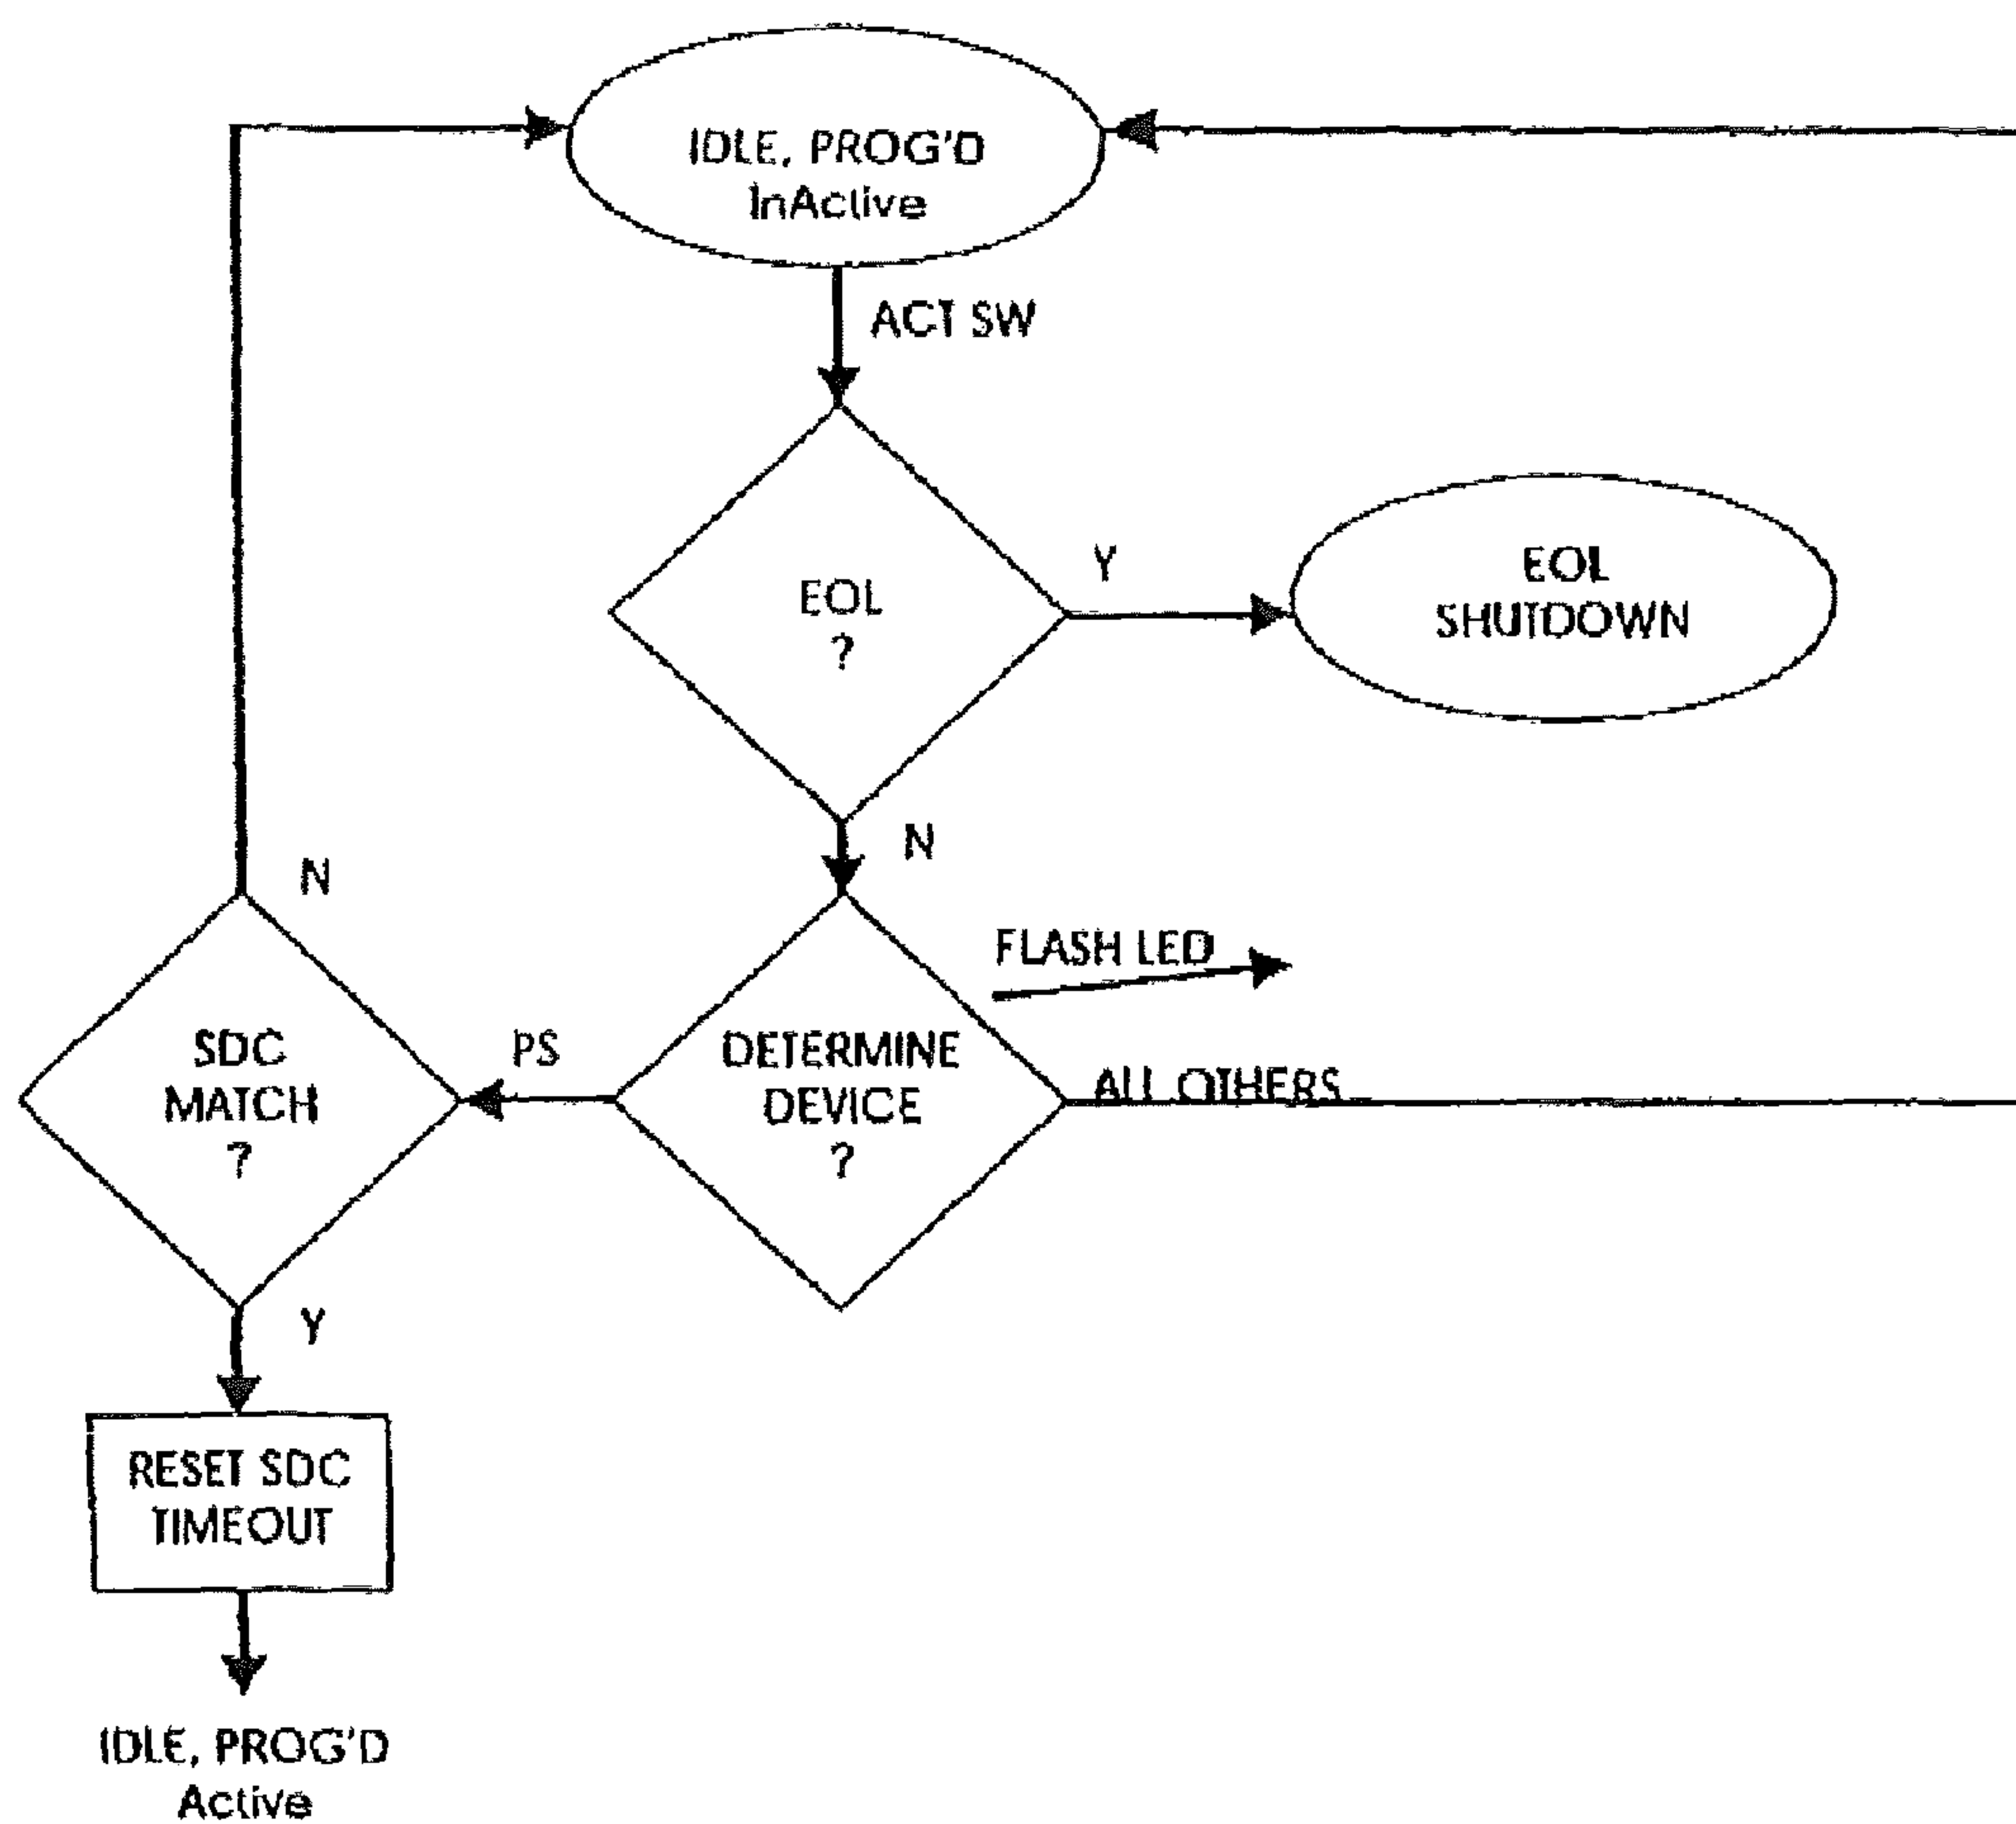 IDLE, PROG'D
InActive
ACT SW
EOL
?
Y
EOL
SHUTDOWN
N
N
FLASH LED
SDC
MATCH
?
PS
DETERMINE
DEVICE
?
ALL OTHERS
Y
RESET SDC
TIMEOUT
IDLE, PROG'D
Active